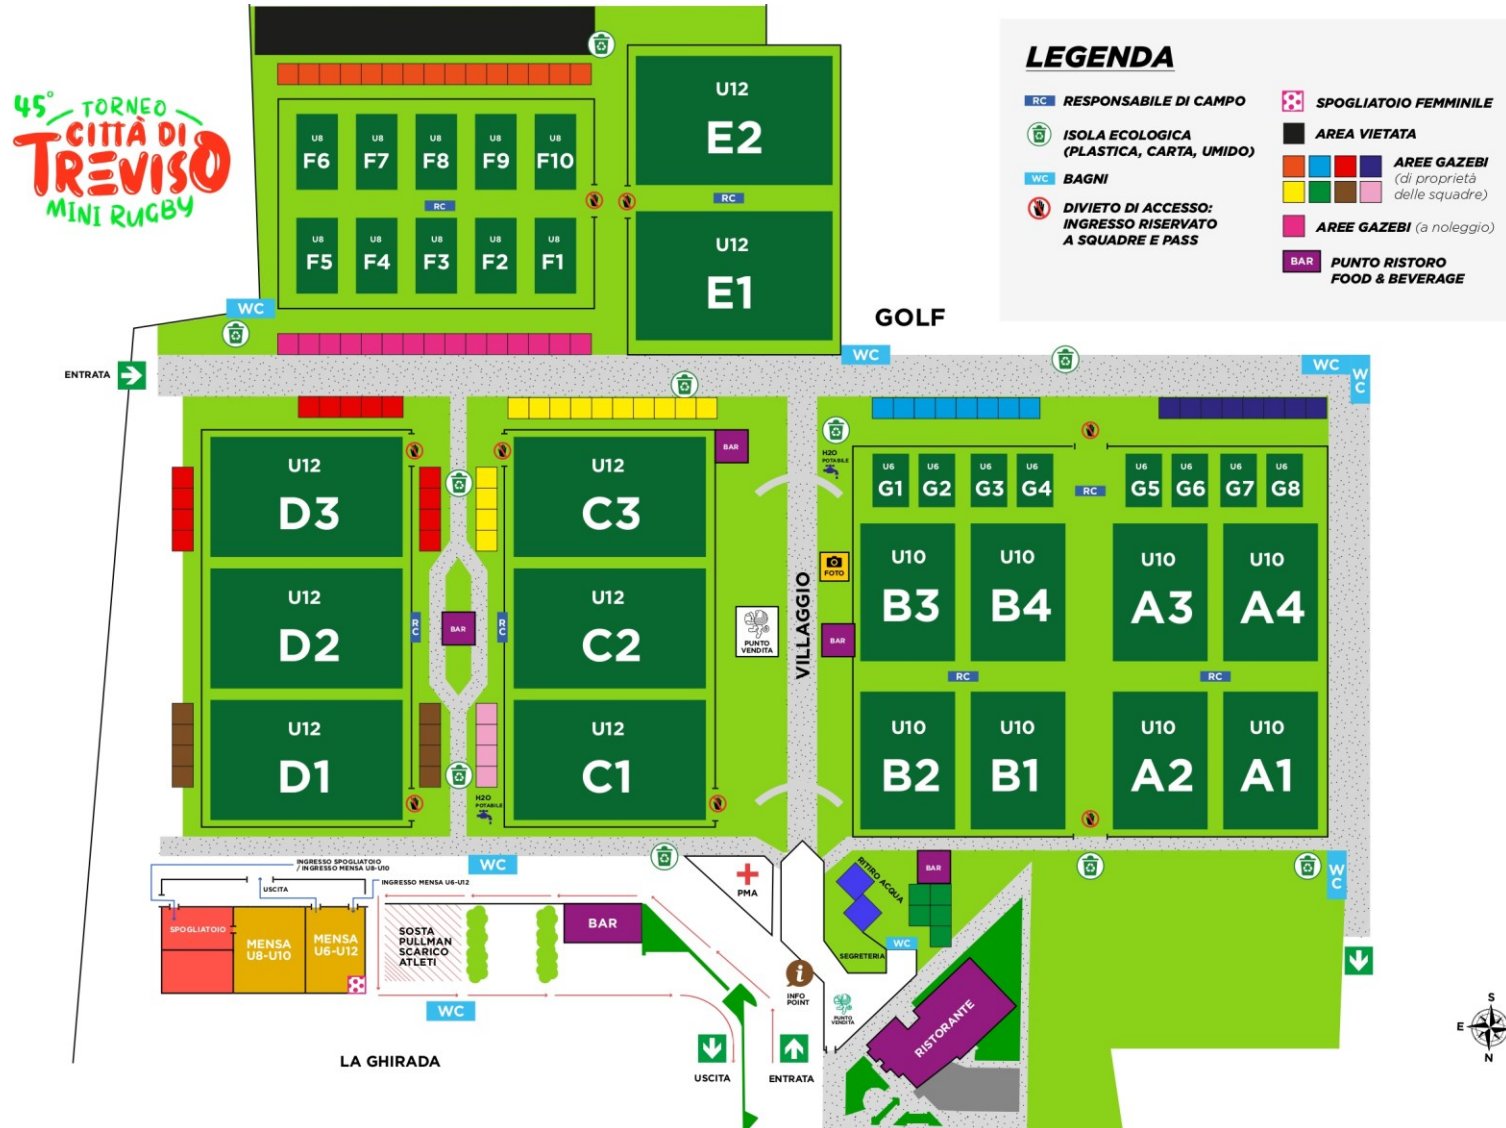 45° TORNEO
CITTÀ DI
TREVISO
MINI RUGBY
LEGENDA
RC RESPONSABILE DI CAMPO
ISOLA ECOLOGICA
(PLASTICA, CARTA, UMIDO)
WC BAGNI
DIVIETO DI ACCESSO:
INGRESSO RISERVATO
A SQUADRE E PASS
SPOGLIATOIO FEMMINILE
AREA VIETATA
AREE GAZEBI
(di proprietà
delle squadre)
AREE GAZEBI (a noleggio)
BAR PUNTO RISTORO
FOOD & BEVERAGE
U8 U8 U8 U8 U8
F6 F7 F8 F9 F10
RC
U8 U8 U8 U8 U8
F5 F4 F3 F2 F1
U12
E2
RC
U12
E1
WC
GOLF
WC
WC
WC
ENTRATA
BAR
H2O
POTABILE
U12
D3
U12
C3
U6 U6 U6 U6 U6 U6 U6 U6
G1 G2 G3 G4 RC G5 G6 G7 G8
FOTO
U12
D2
RC
BAR
RC
U12
C2
PUNTO
VENDITA
VILLAGGIO
BAR
U10 U10 U10 U10
B3 B4 A3 A4
RC RC
U12
D1
U12
C1
H2O
POTABILE
U10 U10 U10 U10
B2 B1 A2 A1
INGRESSO SPOGLIATOIO
/ INGRESSO MENSA U8-U10
USCITA
INGRESSO MENSA U6-U12
WC
PMA
RITIRO ACQUA
BAR
WC
SPOGLIATOIO
MENSA
U8-U10
MENSA
U6-U12
SOSTA
PULLMAN
SCARICO
ATLETI
BAR
SEGRETERIA
WC
i
INFO
POINT
PUNTO
VENDITA
RISTORANTE
WC
LA GHIRADA
USCITA
ENTRATA
S
E
N